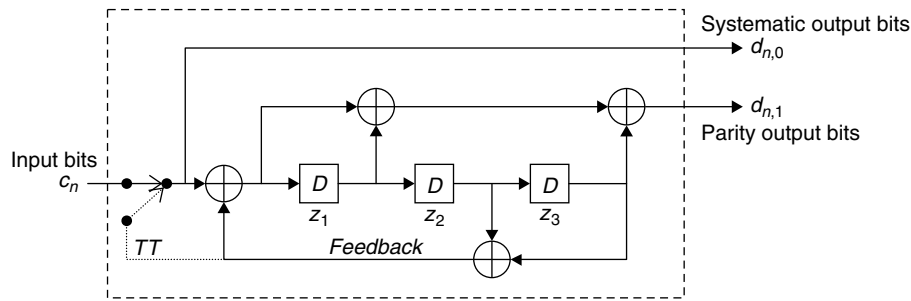 Systematic output bits
d_{n,0}
d_{n,1}
Parity output bits
Input bits
c_n
D
D
D
z_1
z_2
z_3
TT
Feedback